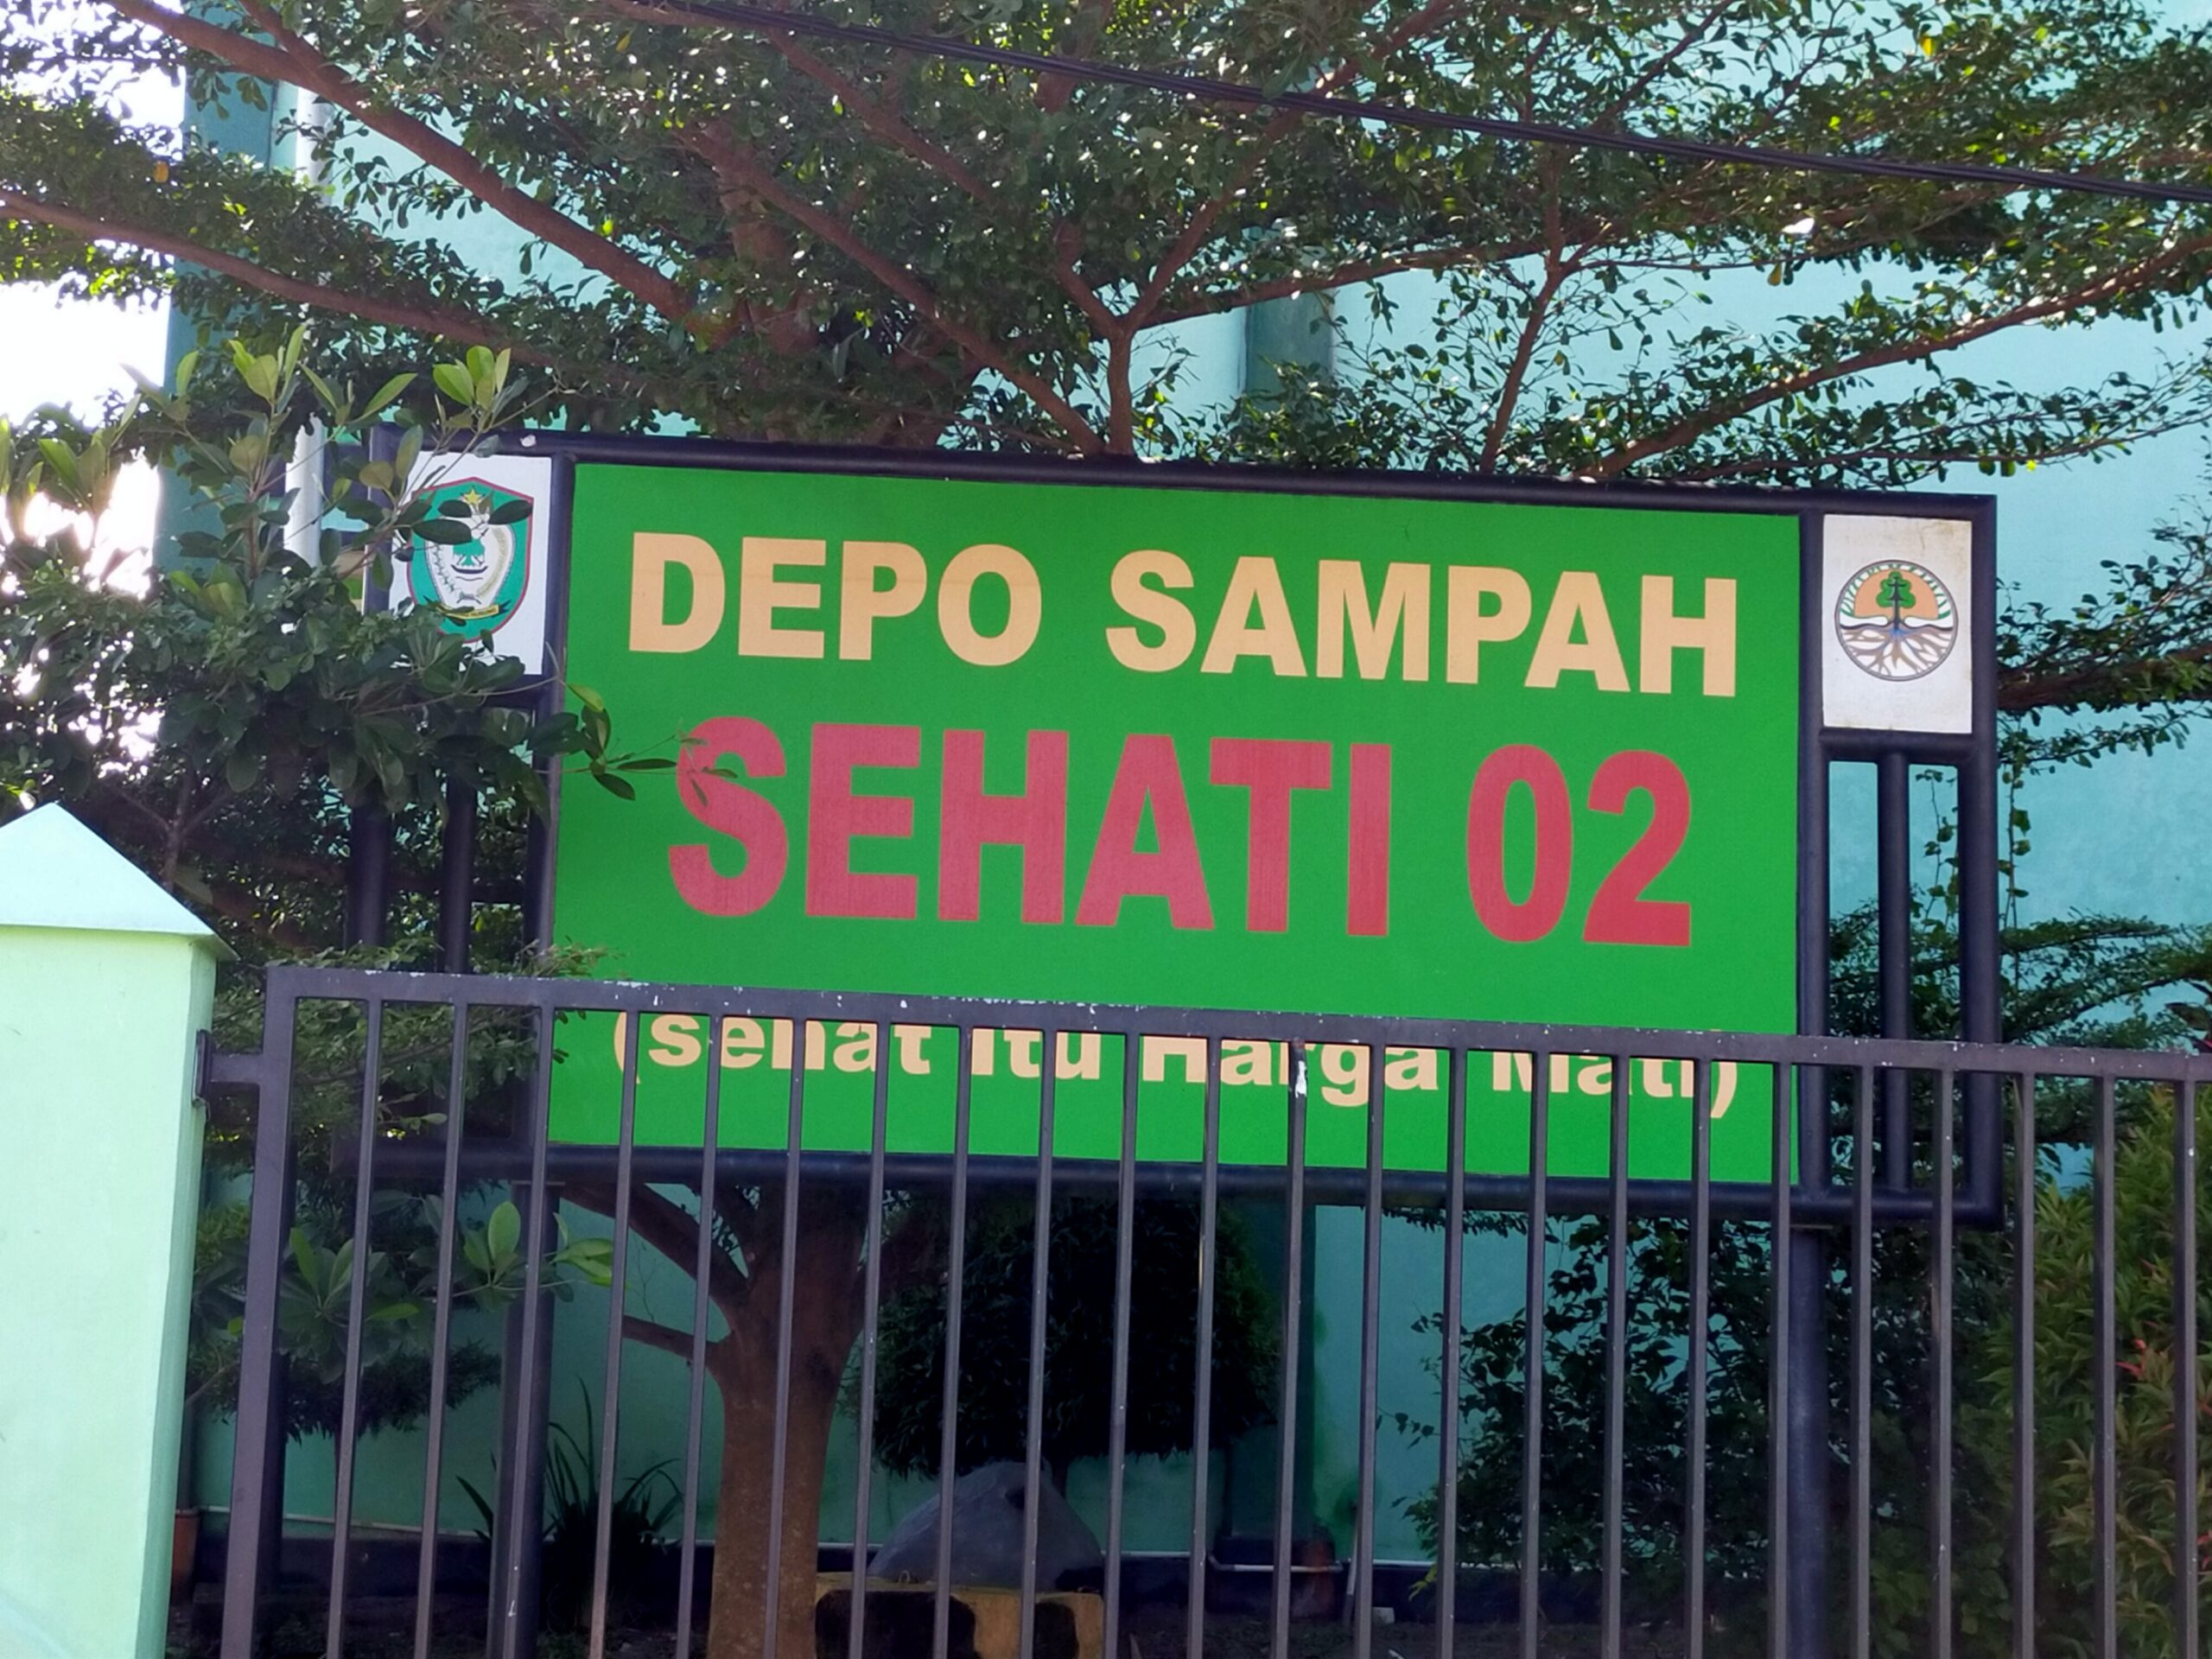 DEPO SAMPAH
SEHATI 02
(sehat itu Harga Mati)